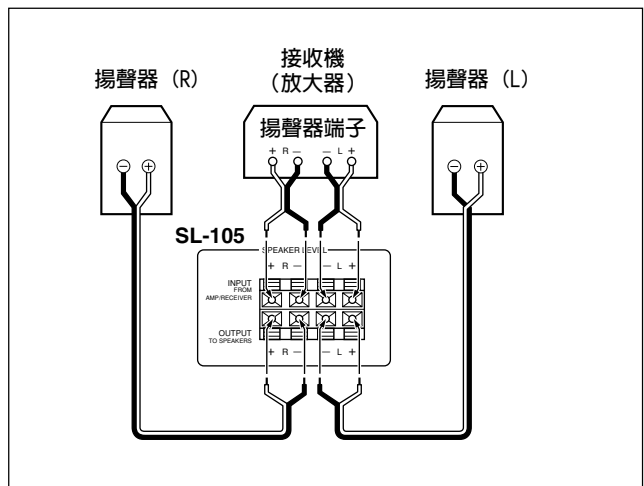 接收機
(放大器)
揚聲器 (R)
揚聲器 (L)
揚聲器端子
+ R − − L +
⊖ ⊕
⊖ ⊕
SL-105
SPEAKER LEVEL
+ R − − L +
INPUT
FROM
AMP/RECEIVER
OUTPUT
TO SPEAKERS
+ R − − L +